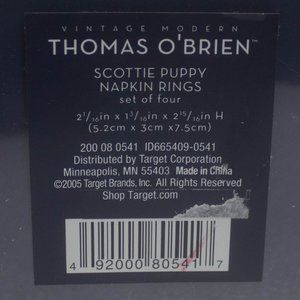 VINTAGE MODERN
THOMAS O'BRIEN™
SCOTTIE PUPPY
NAPKIN RINGS
set of four
2 1/16 in x 1 3/16 in x 2 15/16 in H
(5.2cm x 3cm x7.5cm)
200 08 0541 ID665409-0541
Distributed by Target Corporation
Minneapolis, MN 55403 Made in China
©2005 Target Brands, Inc. All Rights Reserved
Shop Target.com
4 92000 80541 7